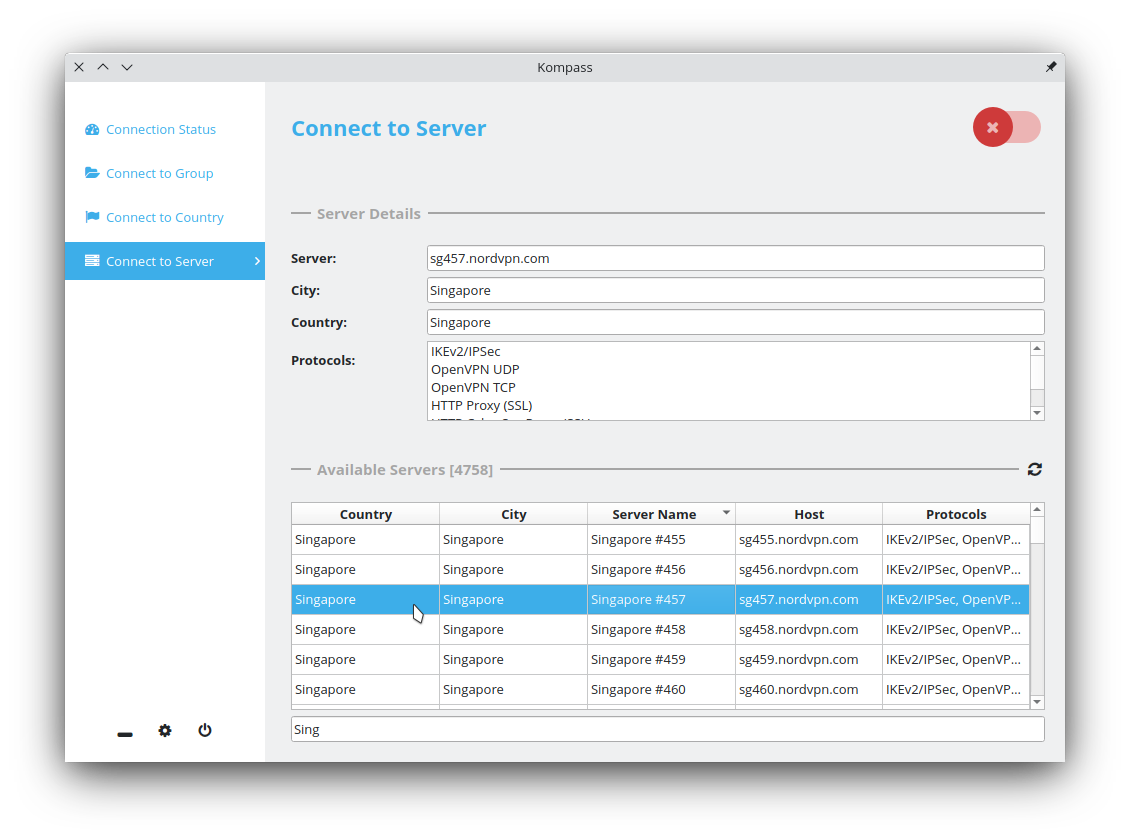 Kompass
Connection Status
Connect to Group
Connect to Country
Connect to Server
Connect to Server
Server Details
Server: sg457.nordvpn.com
City: Singapore
Country: Singapore
Protocols: IKEv2/IPSec
OpenVPN UDP
OpenVPN TCP
HTTP Proxy (SSL)
Available Servers [4758]
Country City Server Name Host Protocols
Singapore Singapore Singapore #455 sg455.nordvpn.com IKEv2/IPSec, OpenVP...
Singapore Singapore Singapore #456 sg456.nordvpn.com IKEv2/IPSec, OpenVP...
Singapore Singapore Singapore #457 sg457.nordvpn.com IKEv2/IPSec, OpenVP...
Singapore Singapore Singapore #458 sg458.nordvpn.com IKEv2/IPSec, OpenVP...
Singapore Singapore Singapore #459 sg459.nordvpn.com IKEv2/IPSec, OpenVP...
Singapore Singapore Singapore #460 sg460.nordvpn.com IKEv2/IPSec, OpenVP...
Sing